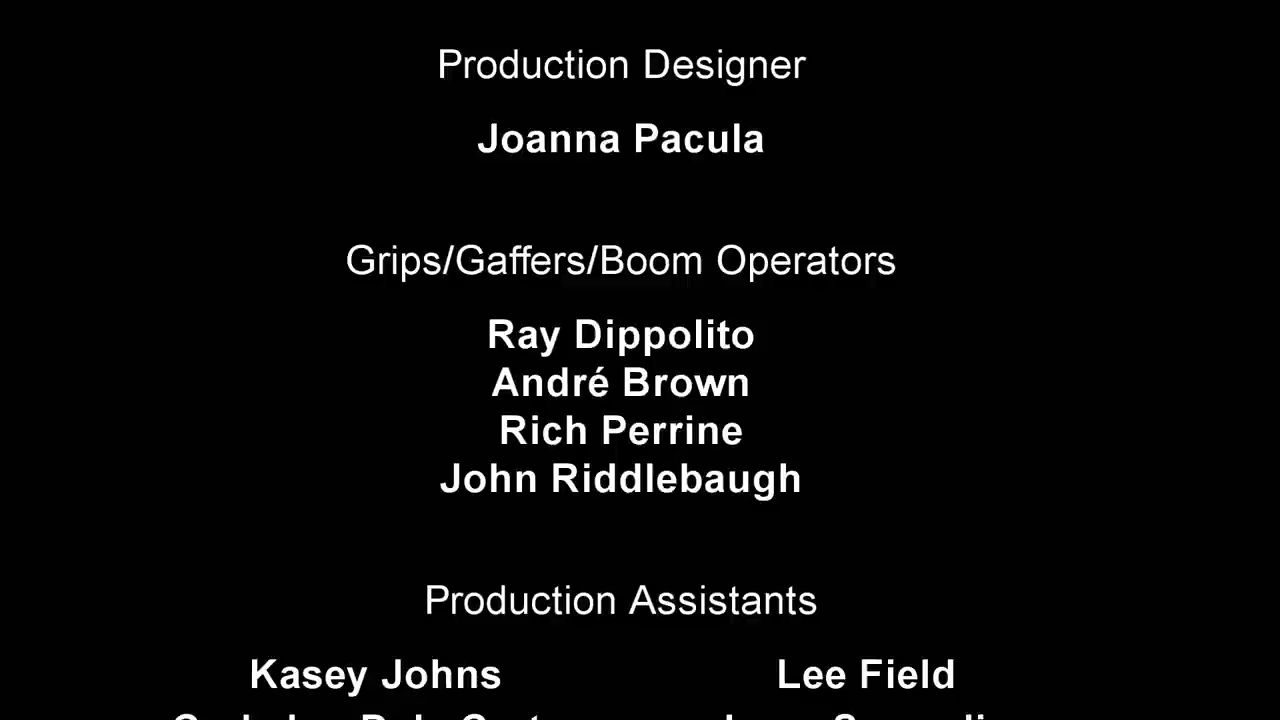 Production Designer
Joanna Pacula
Grips/Gaffers/Boom Operators
Ray Dippolito
André Brown
Rich Perrine
John Riddlebaugh
Production Assistants
Kasey Johns Lee Field